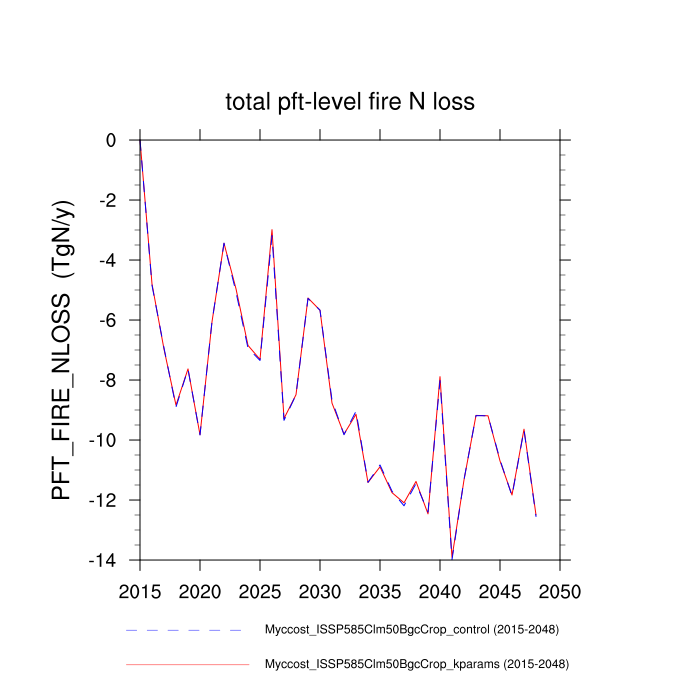 total pft-level fire N loss
PFT_FIRE_NLOSS (TgN/y)
0
-2
-4
-6
-8
-10
-12
-14
2015 2020 2025 2030 2035 2040 2045 2050
Myccost_ISSP585Clm50BgcCrop_control (2015-2048)
Myccost_ISSP585Clm50BgcCrop_kparams (2015-2048)